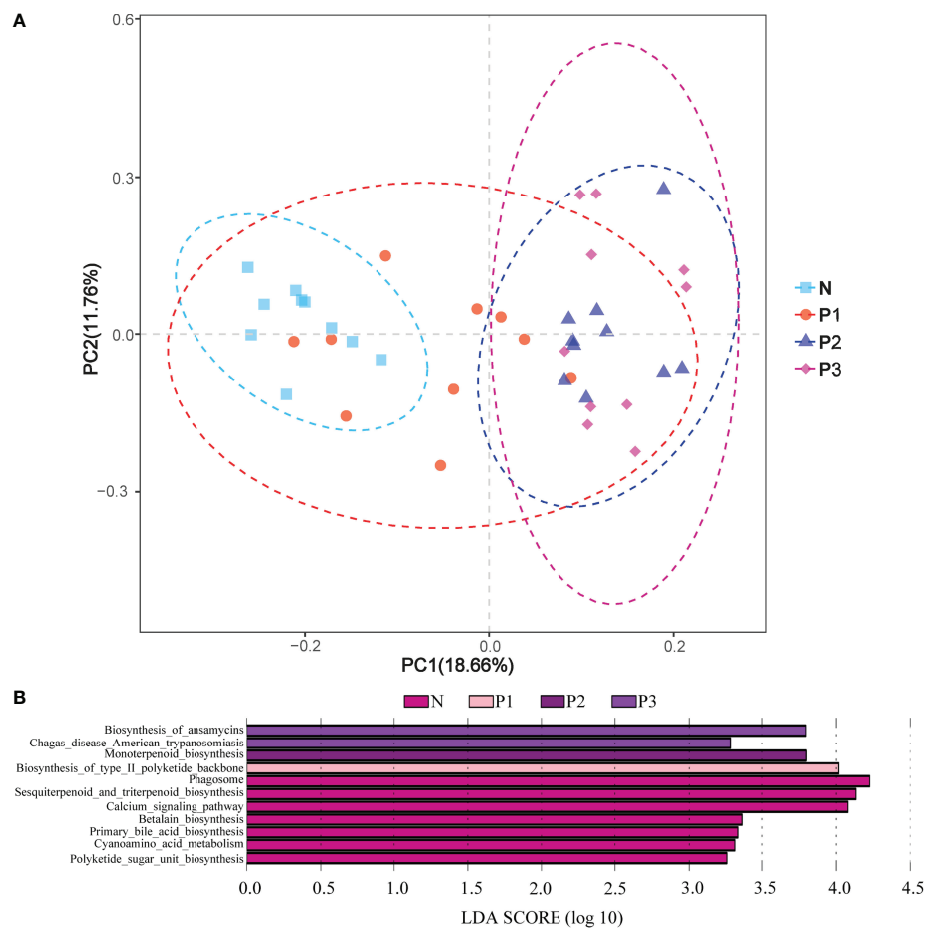 A
0.6
0.3
0.0
−0.3
PC2(11.76%)
−0.2
0.0
0.2
PC1(18.66%)
N
P1
P2
P3
B
N P1 P2 P3
Biosynthesis_of_ansamycins
Chagas_disease_American_trypanosomiasis
Monoterpenoid_biosynthesis
Biosynthesis_of_type_II_polyketide_backbone
Phagosome
Sesquiterpenoid_and_triterpenoid_biosynthesis
Calcium_signaling_pathway
Betalain_biosynthesis
Primary_bile_acid_biosynthesis
Cyanoamino_acid_metabolism
Polyketide_sugar_unit_biosynthesis
0.0 0.5 1.0 1.5 2.0 2.5 3.0 3.5 4.0 4.5
LDA SCORE (log 10)